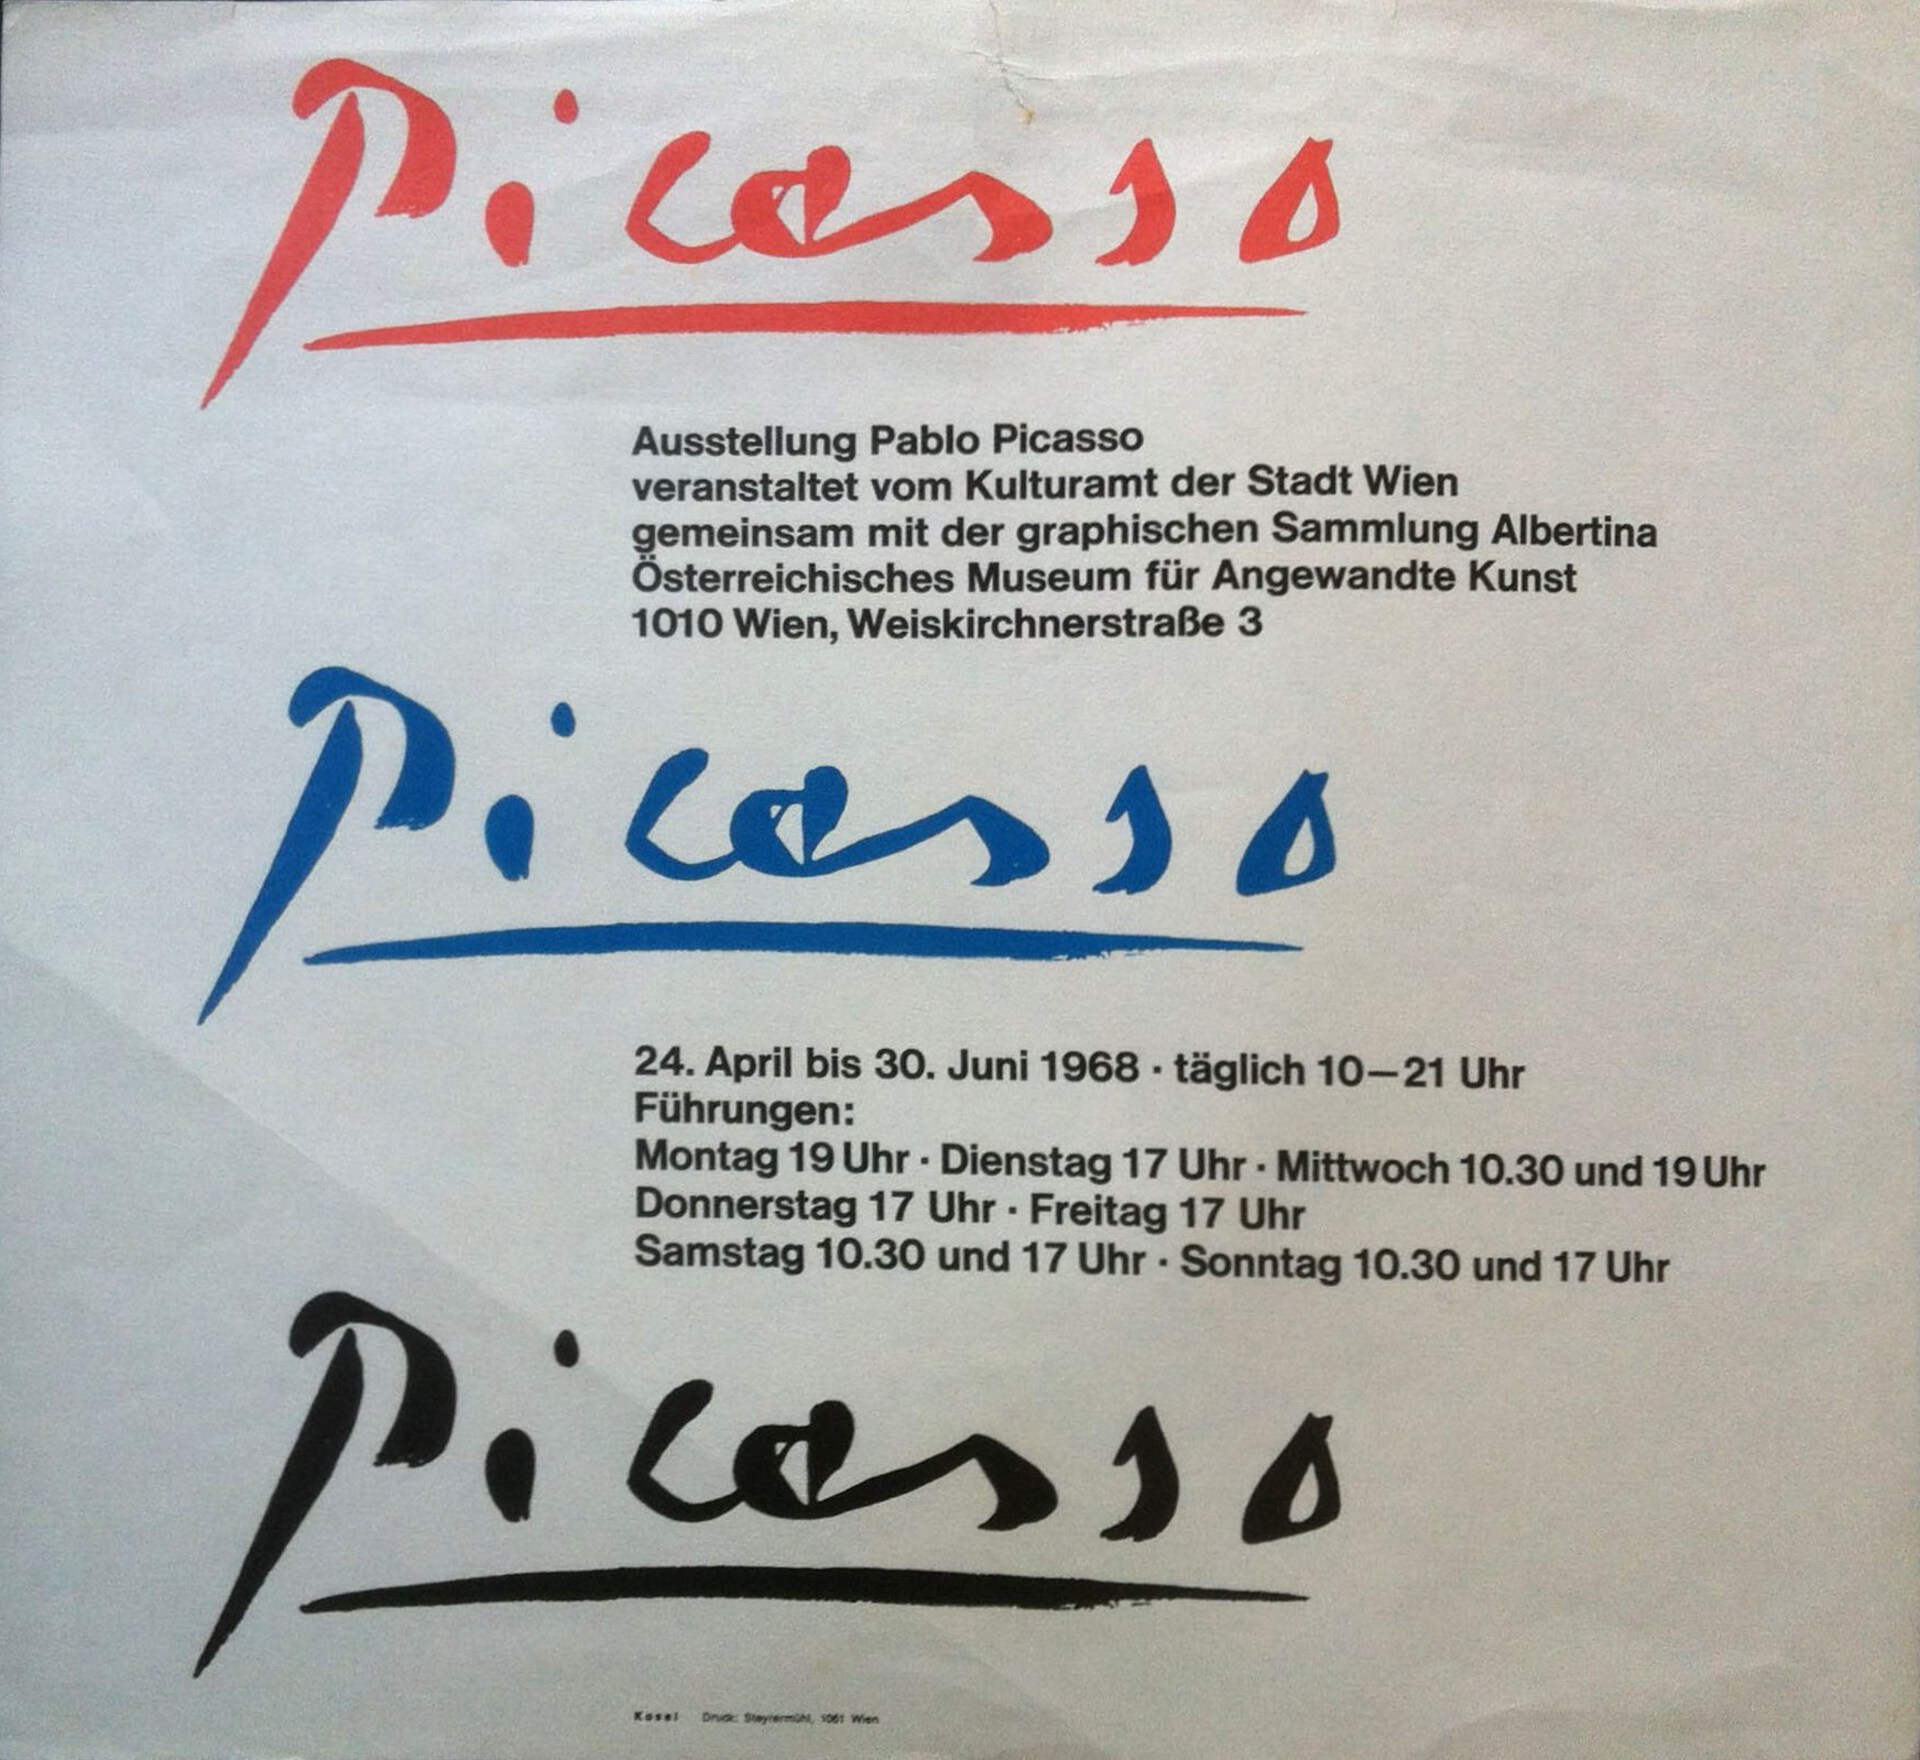 Picasso
Ausstellung Pablo Picasso
veranstaltet vom Kulturamt der Stadt Wien
gemeinsam mit der graphischen Sammlung Albertina
Österreichisches Museum für Angewandte Kunst
1010 Wien, Weiskirchnerstraße 3
Picasso
24. April bis 30. Juni 1968 · täglich 10—21 Uhr
Führungen:
Montag 19 Uhr · Dienstag 17 Uhr · Mittwoch 10.30 und 19 Uhr
Donnerstag 17 Uhr · Freitag 17 Uhr
Samstag 10.30 und 17 Uhr · Sonntag 10.30 und 17 Uhr
Picasso
Kosel Druck: Steyrermühl, 1061 Wien